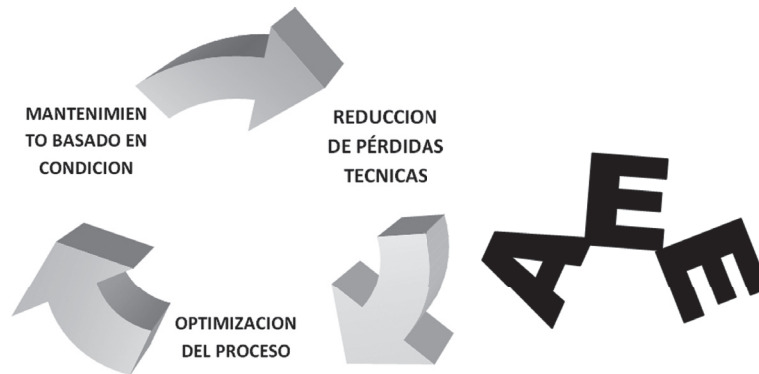 MANTENIMIEN
TO BASADO EN
CONDICION
REDUCCION
DE PÉRDIDAS
TECNICAS
OPTIMIZACION
DEL PROCESO
AEE